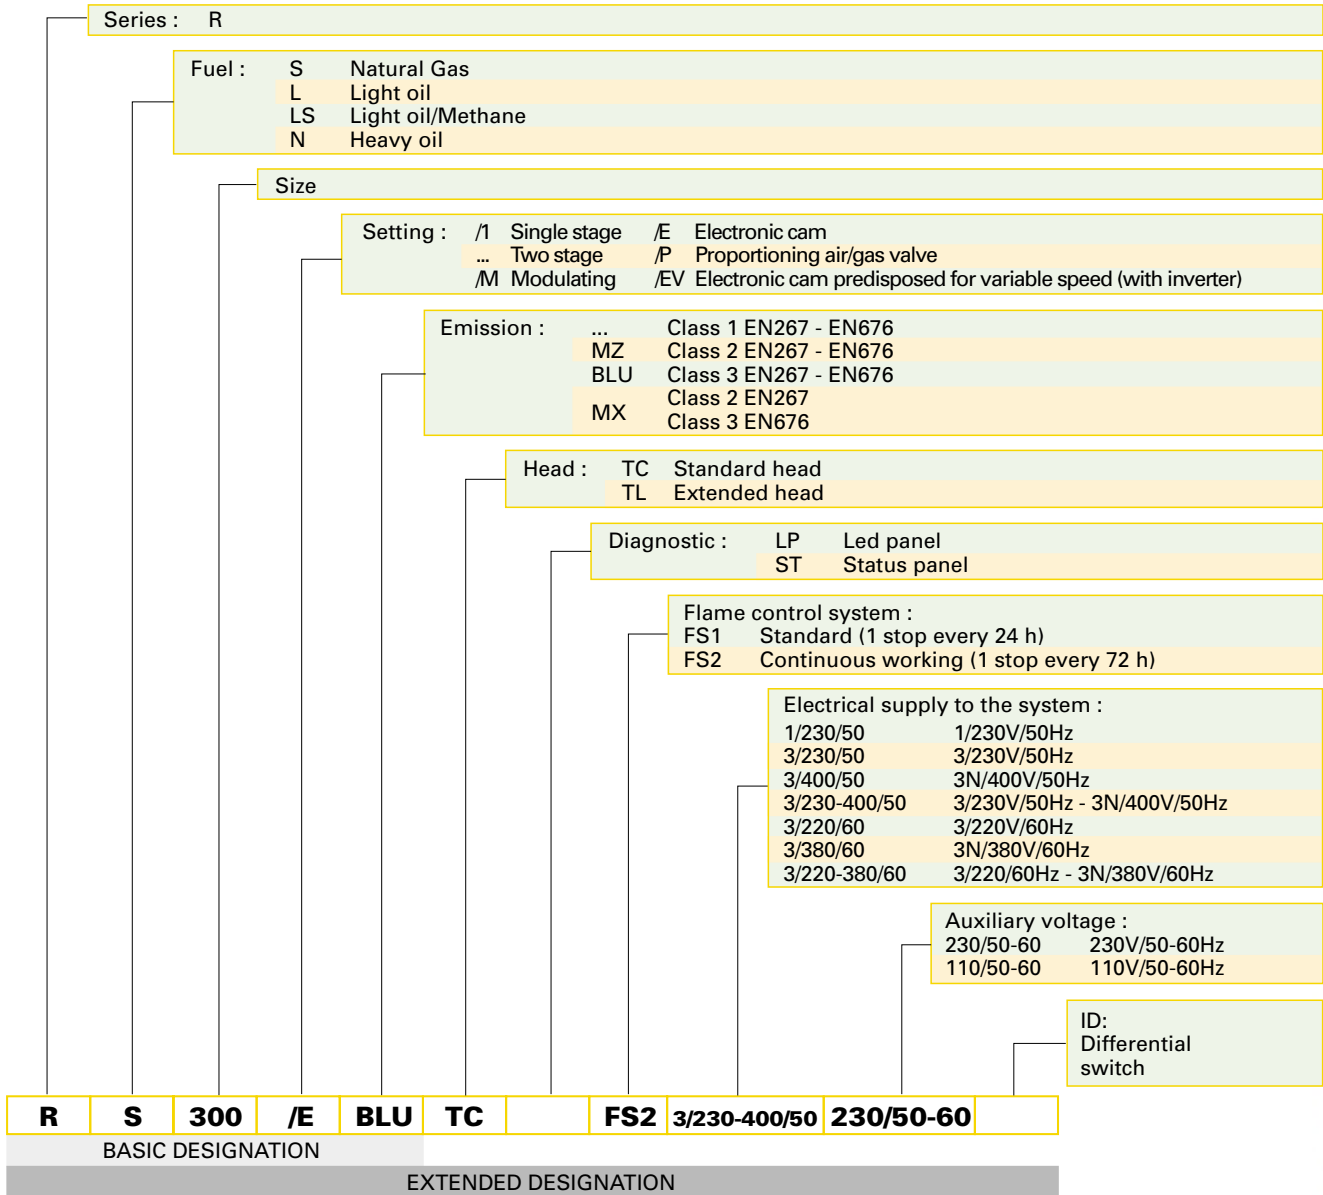 Series : R
Fuel : S Natural Gas
L Light oil
LS Light oil/Methane
N Heavy oil
Size
Setting : /1 Single stage /E Electronic cam
... Two stage /P Proportioning air/gas valve
/M Modulating /EV Electronic cam predisposed for variable speed (with inverter)
Emission : ... Class 1 EN267 - EN676
MZ Class 2 EN267 - EN676
BLU Class 3 EN267 - EN676
MX Class 2 EN267
Class 3 EN676
Head : TC Standard head
TL Extended head
Diagnostic : LP Led panel
ST Status panel
Flame control system :
FS1 Standard (1 stop every 24 h)
FS2 Continuous working (1 stop every 72 h)
Electrical supply to the system :
1/230/50 1/230V/50Hz
3/230/50 3/230V/50Hz
3/400/50 3N/400V/50Hz
3/230-400/50 3/230V/50Hz - 3N/400V/50Hz
3/220/60 3/220V/60Hz
3/380/60 3N/380V/60Hz
3/220-380/60 3/220/60Hz - 3N/380V/60Hz
Auxiliary voltage :
230/50-60 230V/50-60Hz
110/50-60 110V/50-60Hz
ID:
Differential
switch
R S 300 /E BLU TC FS2 3/230-400/50 230/50-60
BASIC DESIGNATION
EXTENDED DESIGNATION